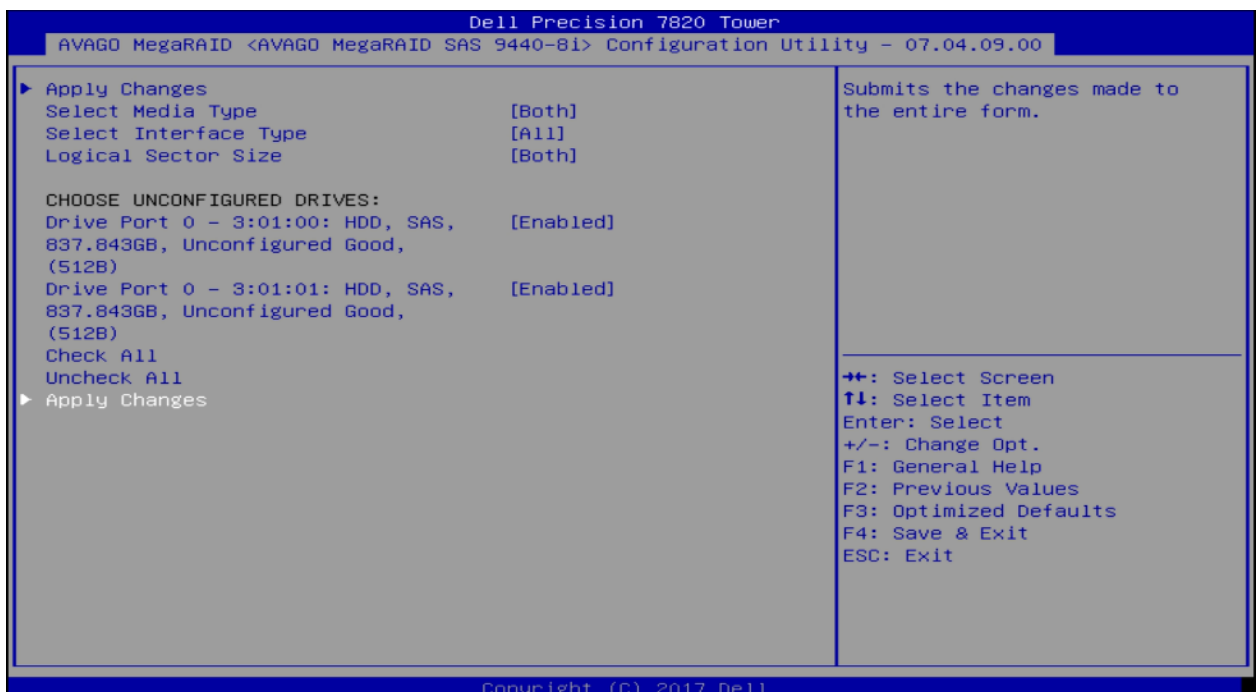 Dell Precision 7820 Tower
AVAGO MegaRAID <AVAGO MegaRAID SAS 9440-8i> Configuration Utility - 07.04.09.00
Apply Changes
Select Media Type [Both]
Select Interface Type [All]
Logical Sector Size [Both]
CHOOSE UNCONFIGURED DRIVES:
Drive Port 0 - 3:01:00: HDD, SAS, [Enabled]
837.843GB, Unconfigured Good,
(512B)
Drive Port 0 - 3:01:01: HDD, SAS, [Enabled]
837.843GB, Unconfigured Good,
(512B)
Check All
Uncheck All
Apply Changes
Submits the changes made to
the entire form.
→←: Select Screen
↑↓: Select Item
Enter: Select
+/-: Change Opt.
F1: General Help
F2: Previous Values
F3: Optimized Defaults
F4: Save & Exit
ESC: Exit
Copyright (C) 2017 Dell